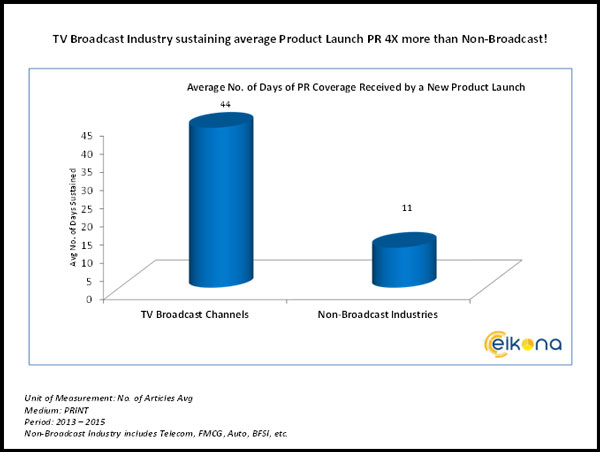 TV Broadcast Industry sustaining average Product Launch PR 4X more than Non-Broadcast!
Average No. of Days of PR Coverage Received by a New Product Launch
44
11
Avg No. of Days Sustained
45
40
35
30
25
20
15
10
5
0
TV Broadcast Channels
Non-Broadcast Industries
eikona
Unit of Measurement: No. of Articles Avg
Medium: PRINT
Period: 2013 – 2015
Non-Broadcast Industry includes Telecom, FMCG, Auto, BFSI, etc.